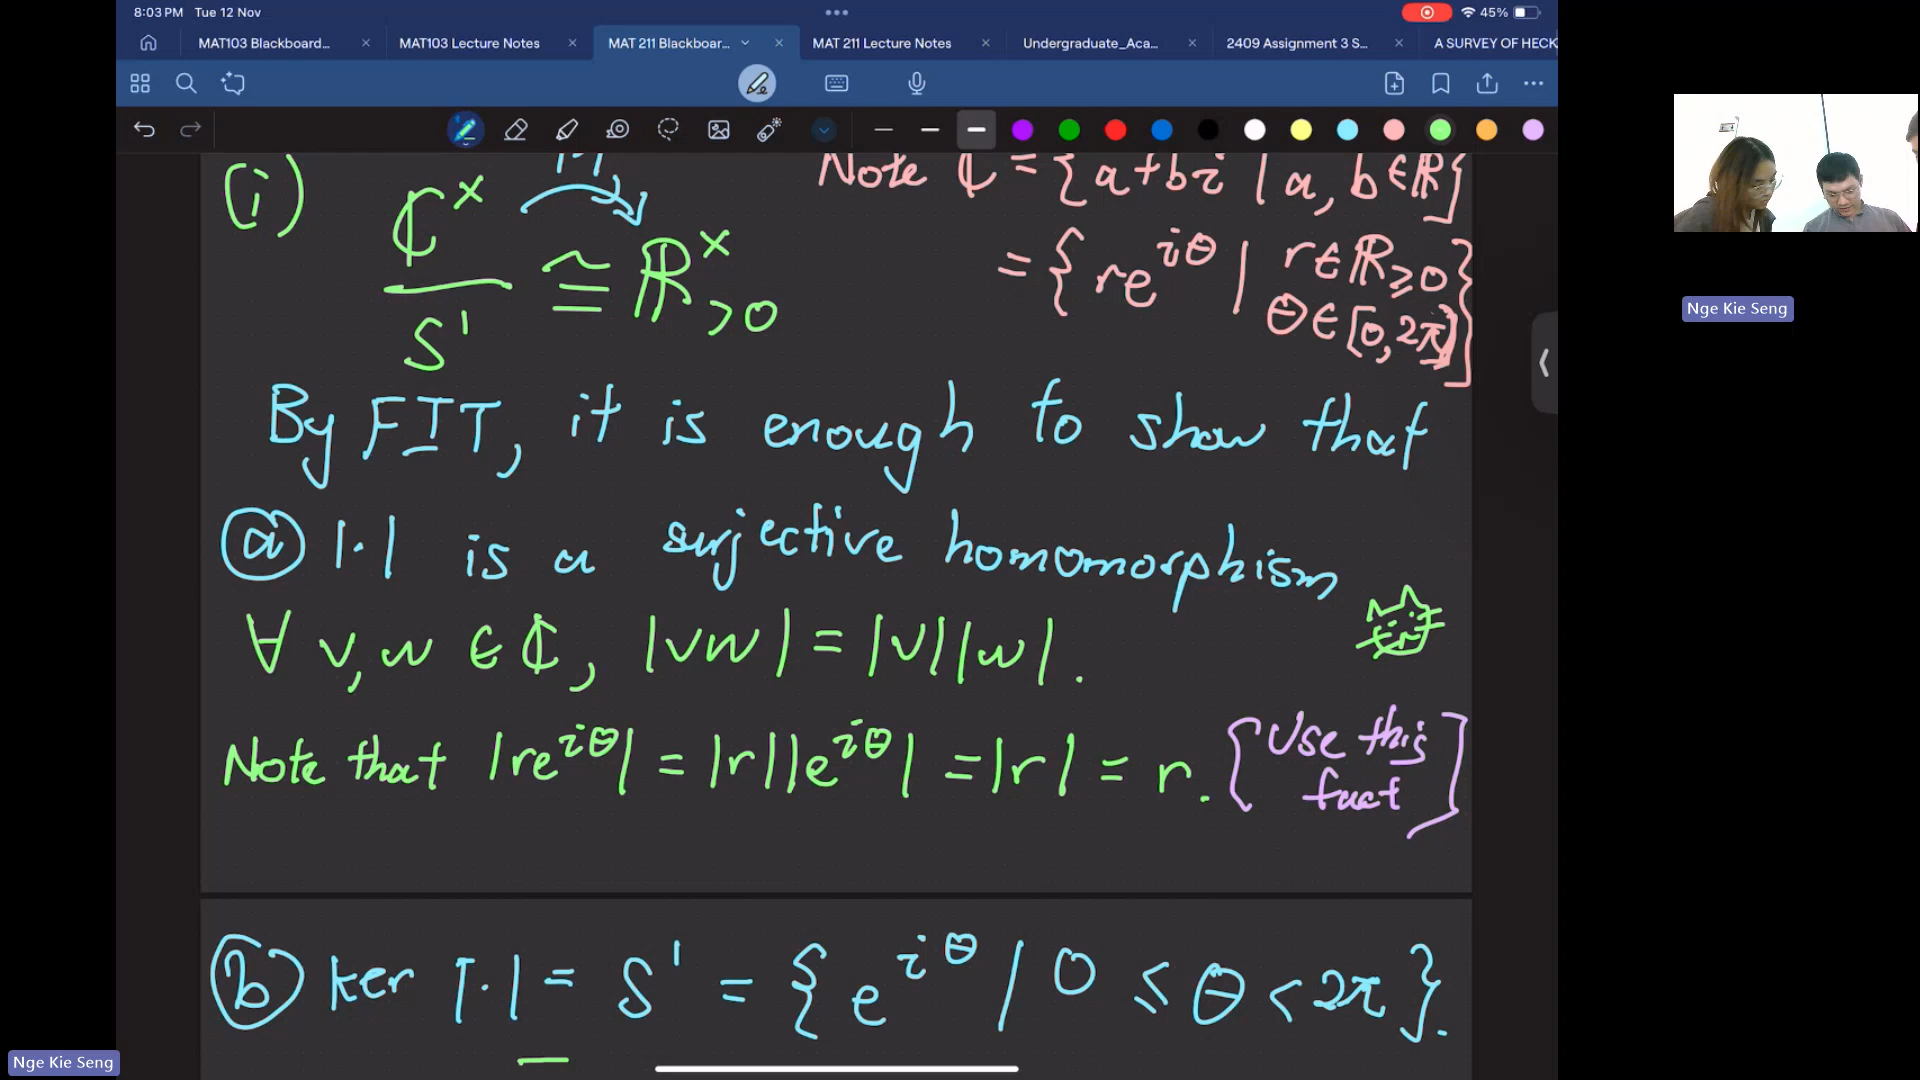 8:03 PM Tue 12 Nov
45%
MAT103 Blackboard...
MAT103 Lecture Notes
MAT 211 Blackboar...
MAT 211 Lecture Notes
Undergraduate_Aca...
2409 Assignment 3 S...
A SURVEY OF HECK
(i) ℂ^× / S¹ ≅ ℝ^×_{>0}
|·|
Note ℂ = {a+bi | a, b ∈ ℝ}
= {re^{iθ} | r ∈ ℝ_{≥0} θ ∈ [0, 2π)}
By FIT, it is enough to show that
ⓐ |·| is a surjective homomorphism
∀ v, w ∈ ℂ, |vw| = |v||w|.
Note that |re^{iθ}| = |r||e^{iθ}| = |r| = r. [Use this
fact]
ⓑ Ker |·| = S¹ = {e^{iθ} | 0 ≤ θ < 2π}.
Nge Kie Seng
Nge Kie Seng